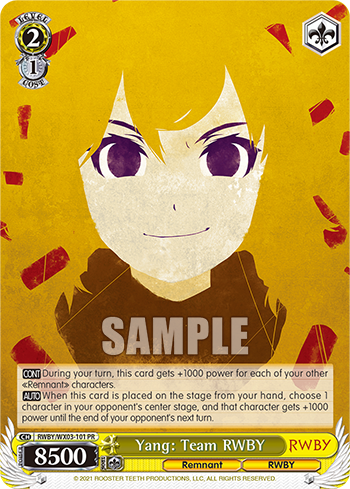 LEVEL
2
1
COST
SAMPLE
CONT During your turn, this card gets +1000 power for each of your other
«Remnant» characters.
AUTO When this card is placed on the stage from your hand, choose 1
character in your opponent's center stage, and that character gets +1000
power until the end of your opponent's next turn.
CH RWBY/WX03-101 PR
Yang: Team RWBY
RWBY
8500
Remnant
RWBY
©2021 ROOSTER TEETH PRODUCTIONS, LLC, ALL RIGHTS RESERVED.